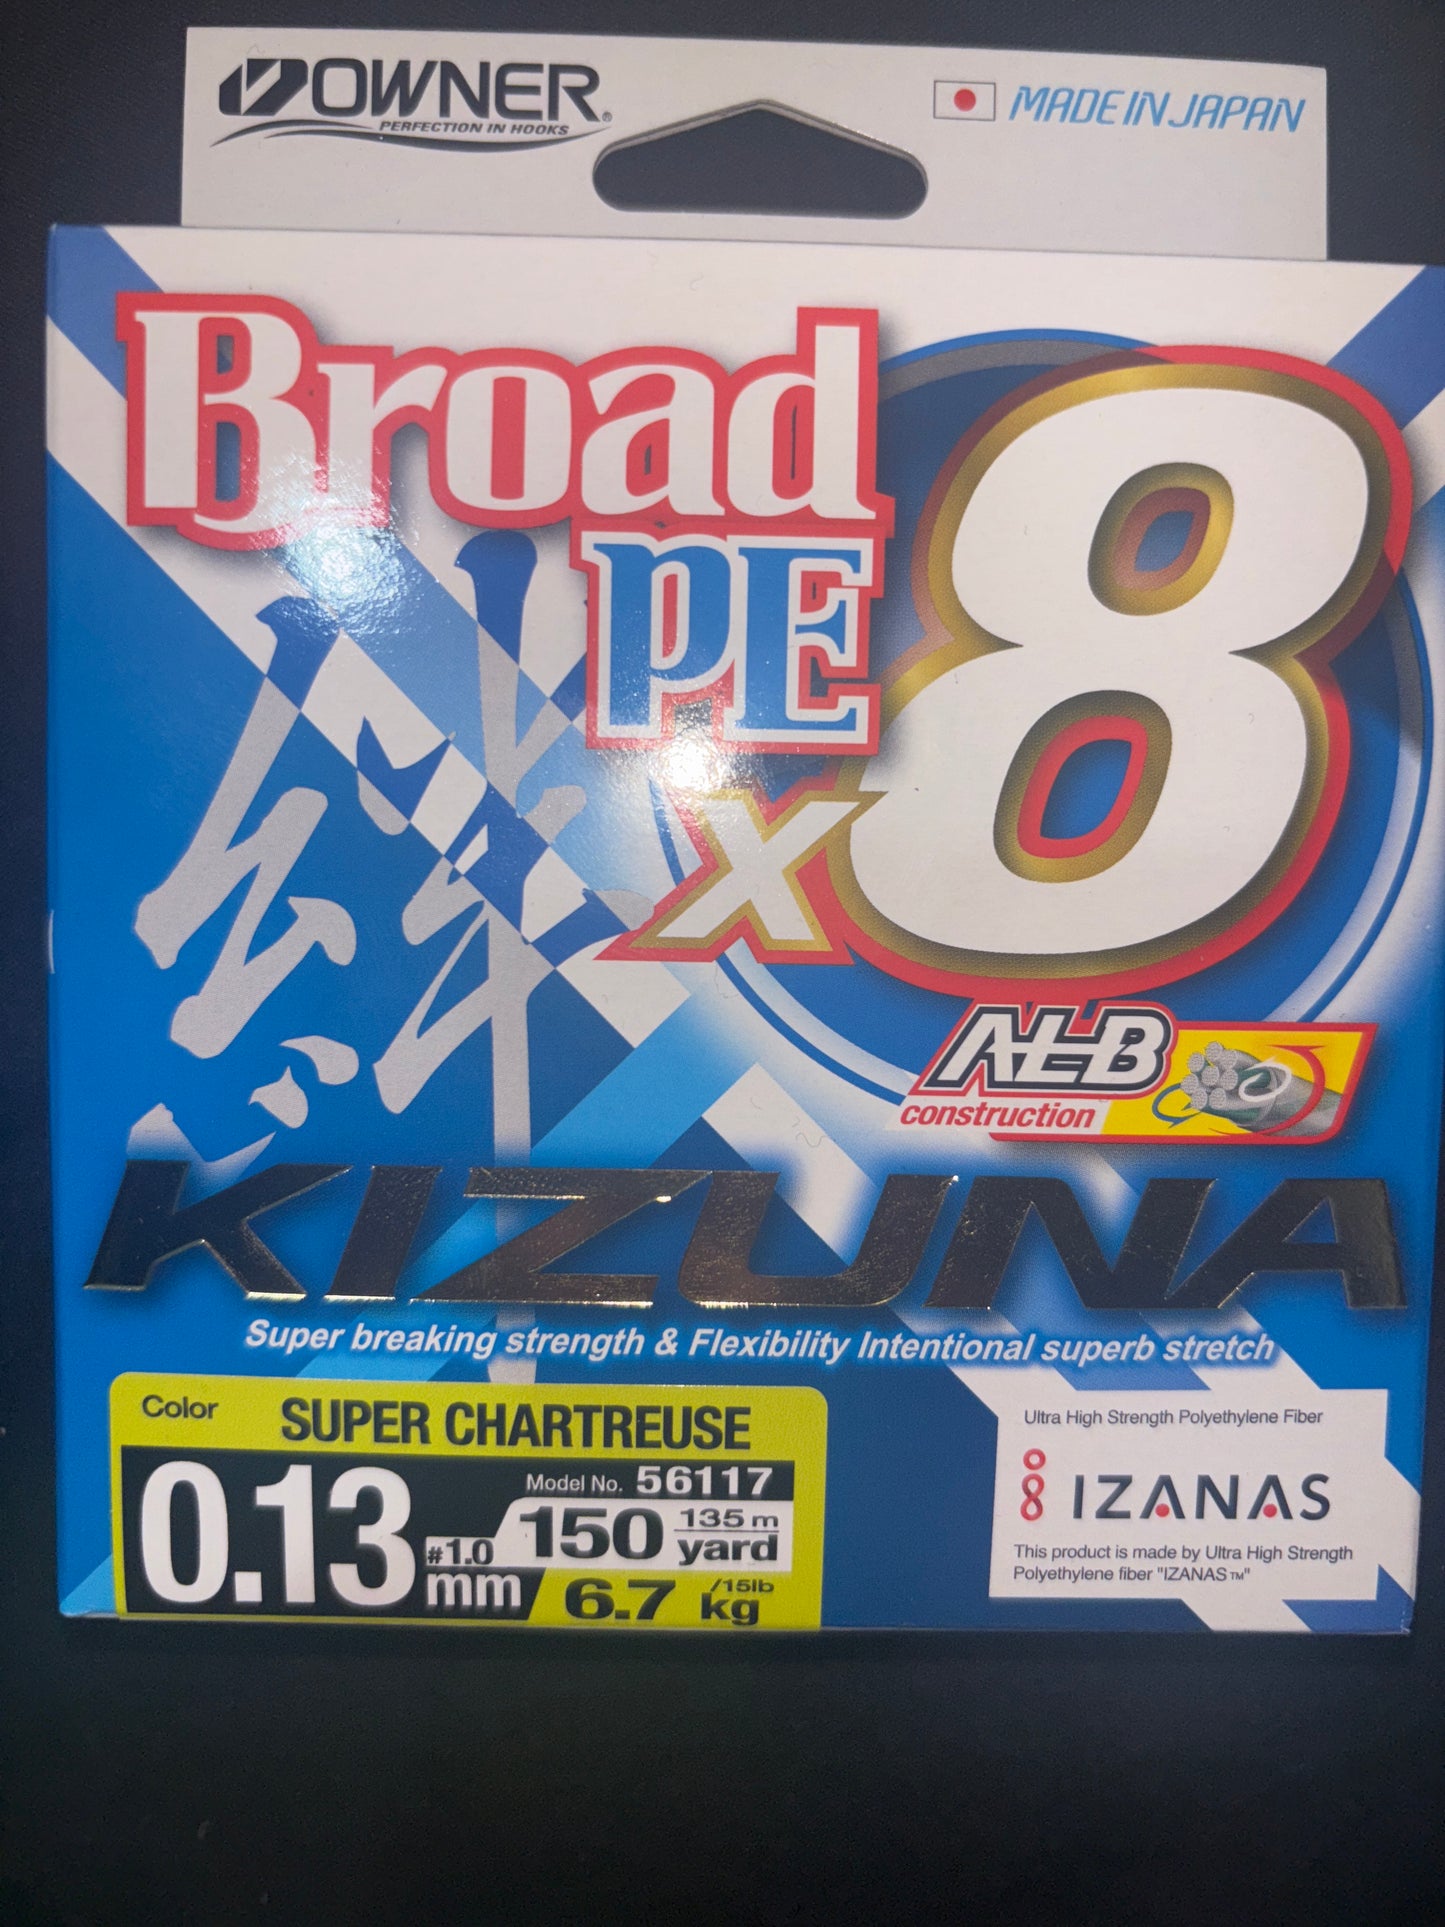 OWNER®
PERFECTION IN HOOKS
MADE IN JAPAN
Broad
PE
x8
絆
ALB
construction
KIZUNA
Super breaking strength & Flexibility Intentional superb stretch
Color SUPER CHARTREUSE
Model No. 56117
0.13 mm
#1.0
150 yard
135 m
6.7 kg
/15lb
Ultra High Strength Polyethylene Fiber
IZANAS
This product is made by Ultra High Strength
Polyethylene fiber "IZANAS™"